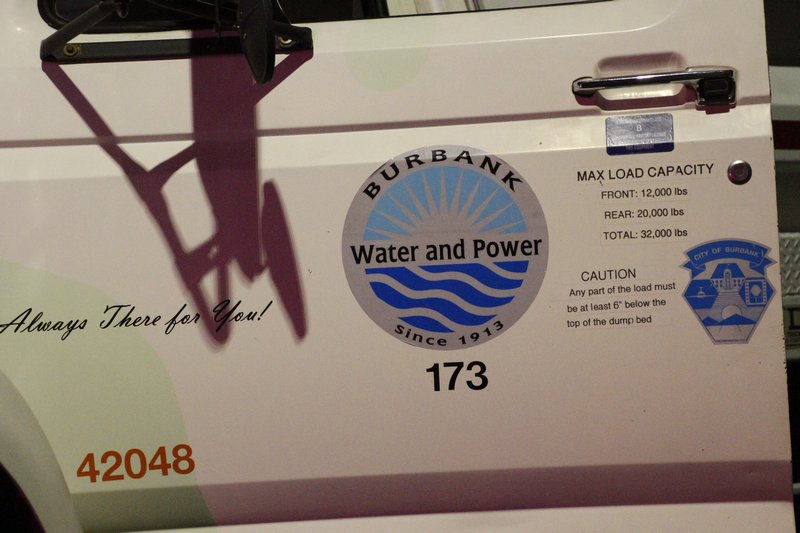 B
BURBANK
Water and Power
Since 1913
173
MAX LOAD CAPACITY
FRONT: 12,000 lbs
REAR: 20,000 lbs
TOTAL: 32,000 lbs
CITY OF BURBANK
CAUTION
Any part of the load must
be at least 6" below the
top of the dump bed
Always There for You!
42048